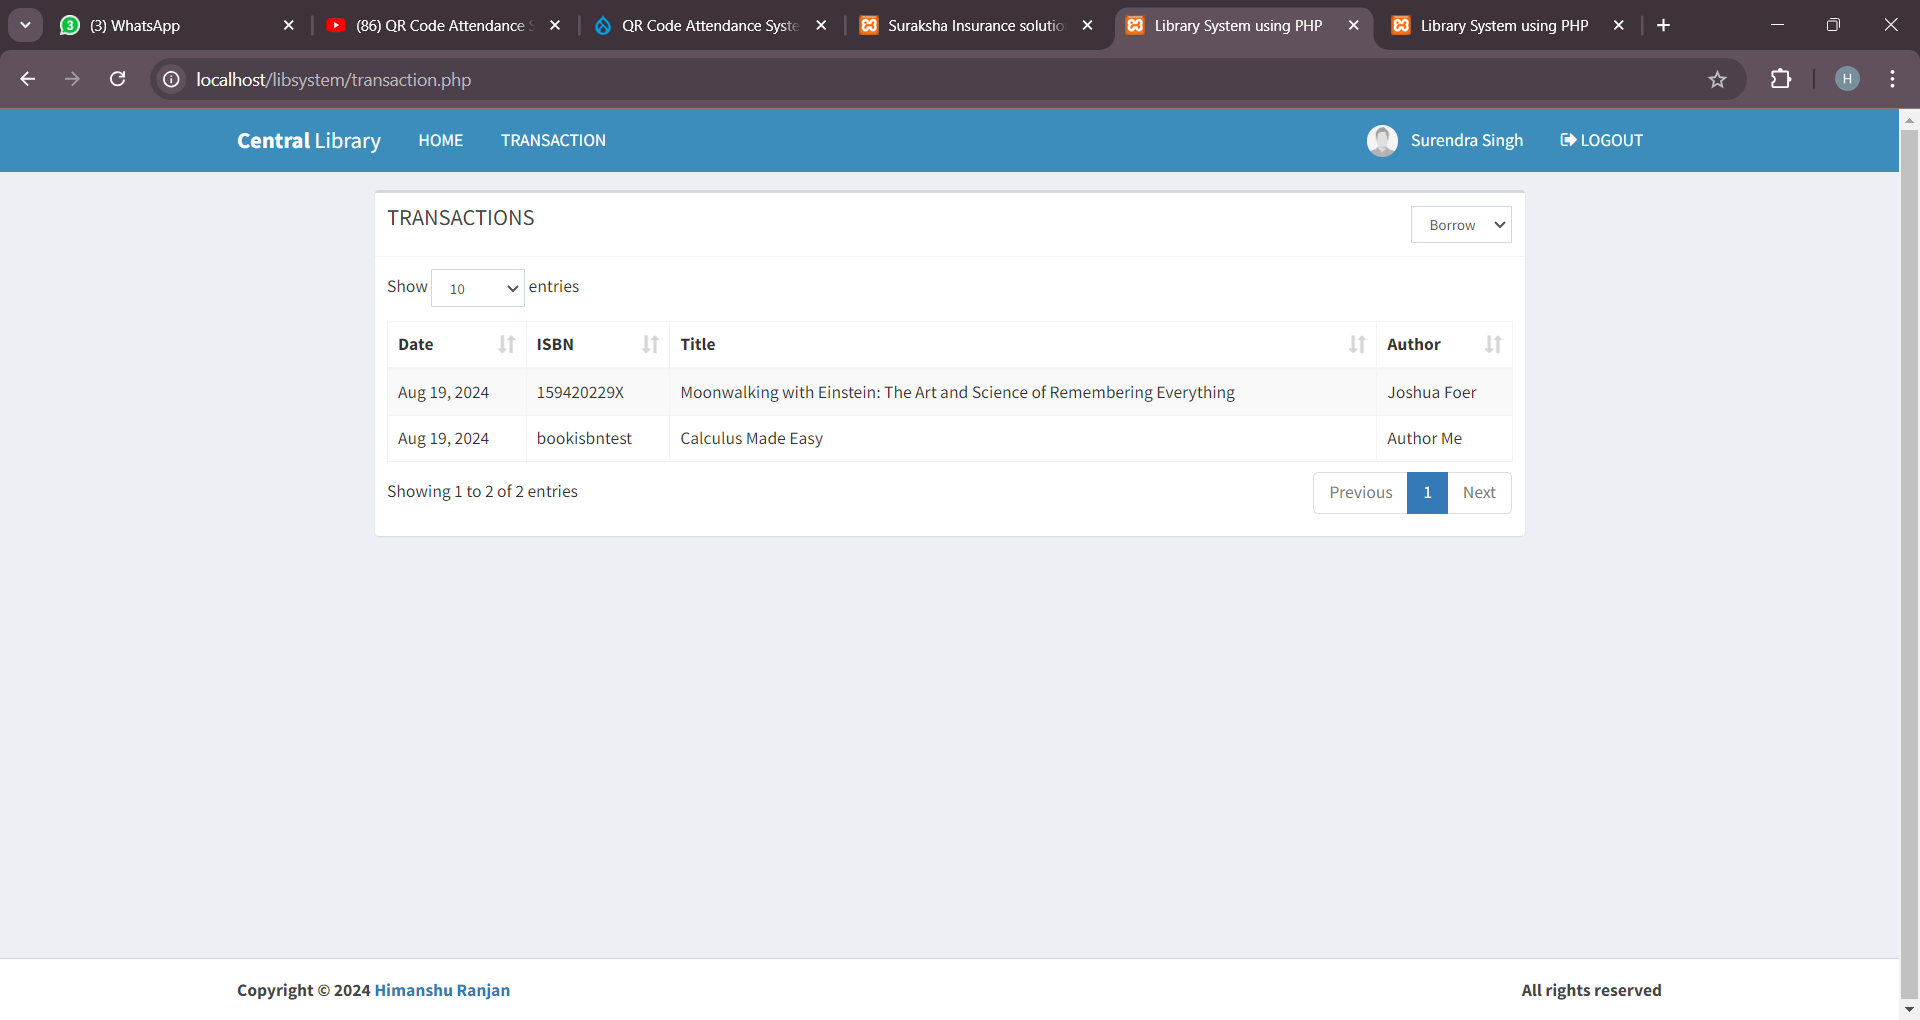 3 (3) WhatsApp
(86) QR Code Attendance
QR Code Attendance Syste
Suraksha Insurance solutio
Library System using PHP
Library System using PHP
localhost/libsystem/transaction.php
H
Central Library HOME TRANSACTION Surendra Singh LOGOUT
TRANSACTIONS Borrow
Show 10 entries
Date ISBN Title Author
Aug 19, 2024 159420229X Moonwalking with Einstein: The Art and Science of Remembering Everything Joshua Foer
Aug 19, 2024 bookisbntest Calculus Made Easy Author Me
Showing 1 to 2 of 2 entries Previous 1 Next
Copyright © 2024 Himanshu Ranjan All rights reserved